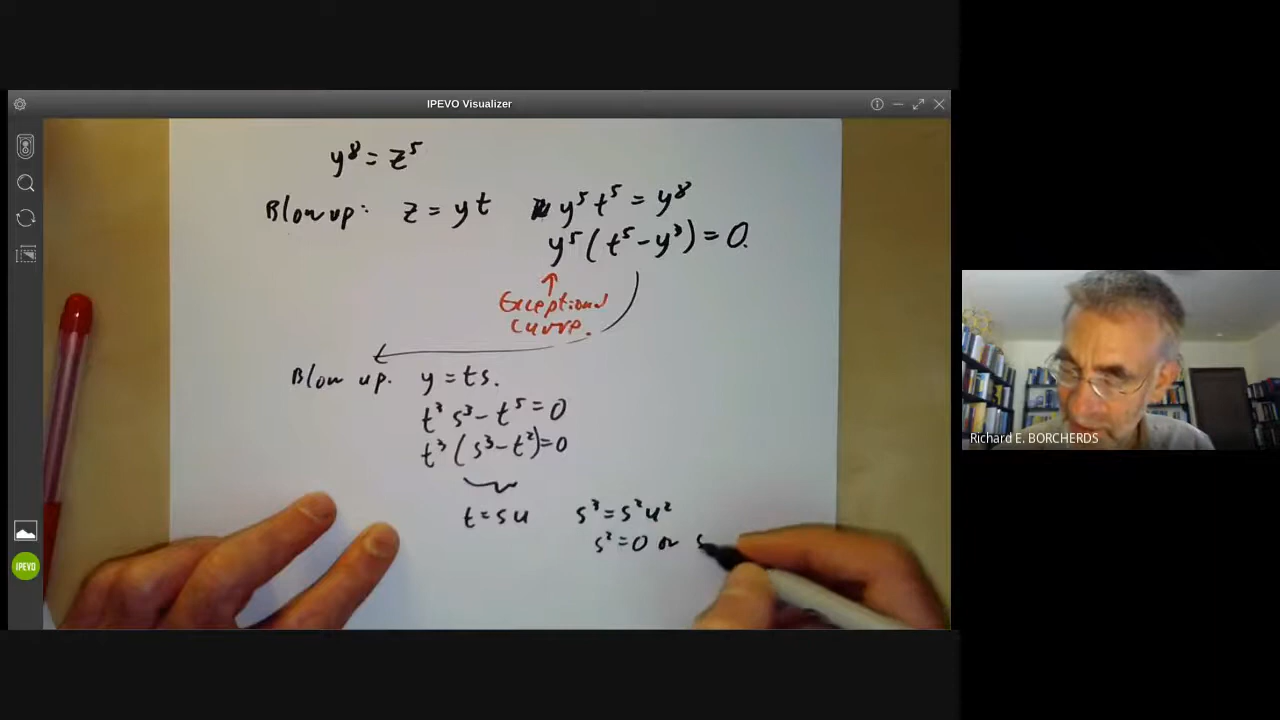 IPEVO Visualizer
y⁸ = z⁵
Blow up: z = yt y⁵t⁵ = y⁸
y⁵(t⁵ − y³) = 0.
Exceptional
curve.
Blow up. y = ts.
t³s³ − t⁵ = 0
t³(s³ − t²) = 0
t = su s³ = s²u²
s² = 0 or s
IPEVO
Richard E. BORCHERDS